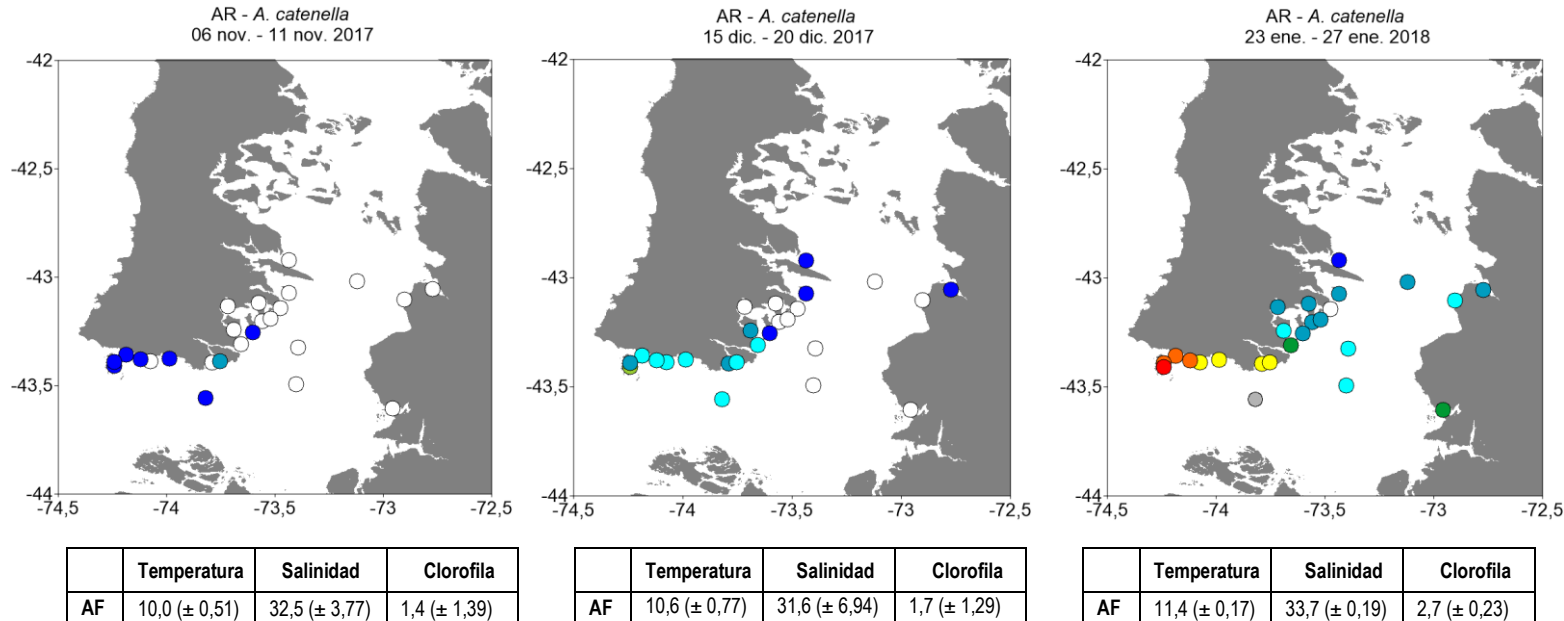 AR - A. catenella
06 nov. - 11 nov. 2017
-42
-42,5
-43
-43,5
-44
-74,5 -74 -73,5 -73 -72,5
AR - A. catenella
15 dic. - 20 dic. 2017
-42
-42,5
-43
-43,5
-44
-74,5 -74 -73,5 -73 -72,5
AR - A. catenella
23 ene. - 27 ene. 2018
-42
-42,5
-43
-43,5
-44
-74,5 -74 -73,5 -73 -72,5
Temperatura Salinidad Clorofila
AF 10,0 (± 0,51) 32,5 (± 3,77) 1,4 (± 1,39)
Temperatura Salinidad Clorofila
AF 10,6 (± 0,77) 31,6 (± 6,94) 1,7 (± 1,29)
Temperatura Salinidad Clorofila
AF 11,4 (± 0,17) 33,7 (± 0,19) 2,7 (± 0,23)